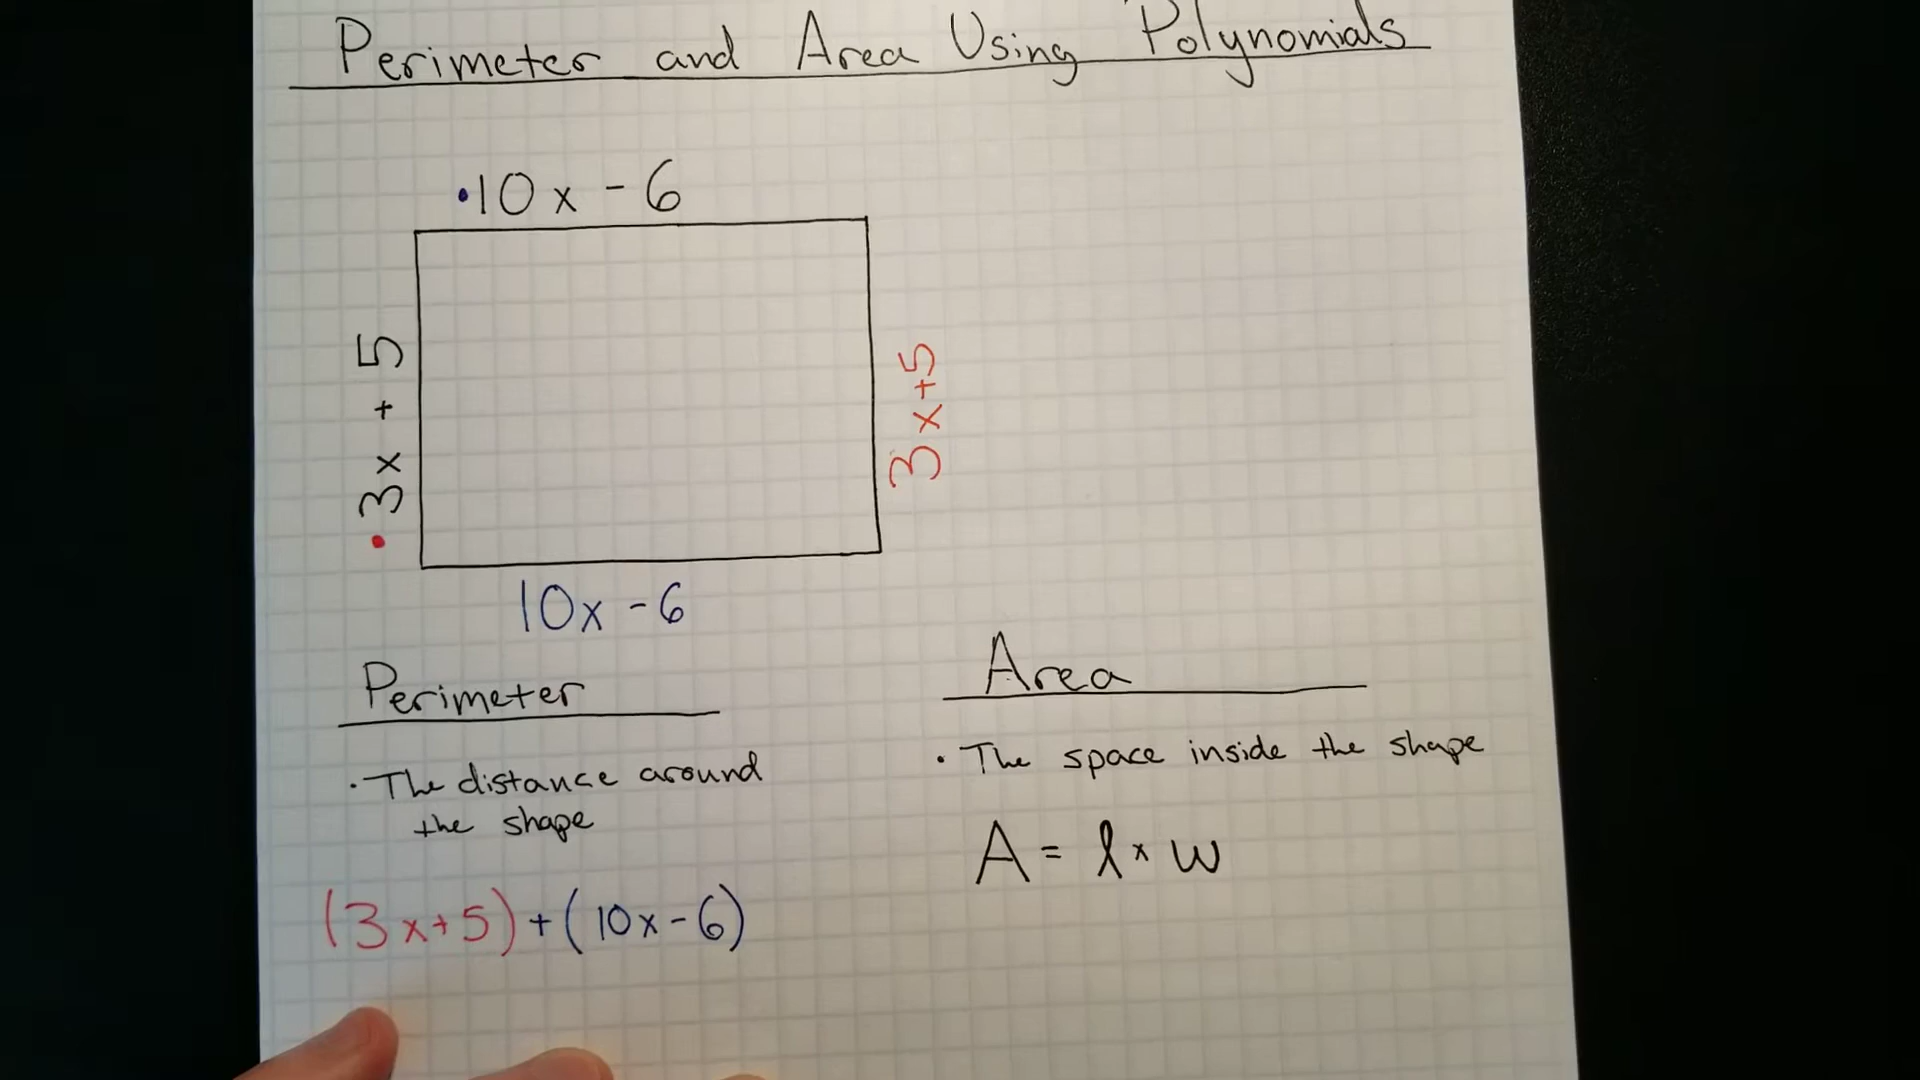 Perimeter and Area Using Polynomials
•10x - 6
•3x + 5
3x+5
10x - 6
Perimeter
• The distance around
the shape
(3x+5)+(10x-6)
Area
• The space inside the shape
A = l × w